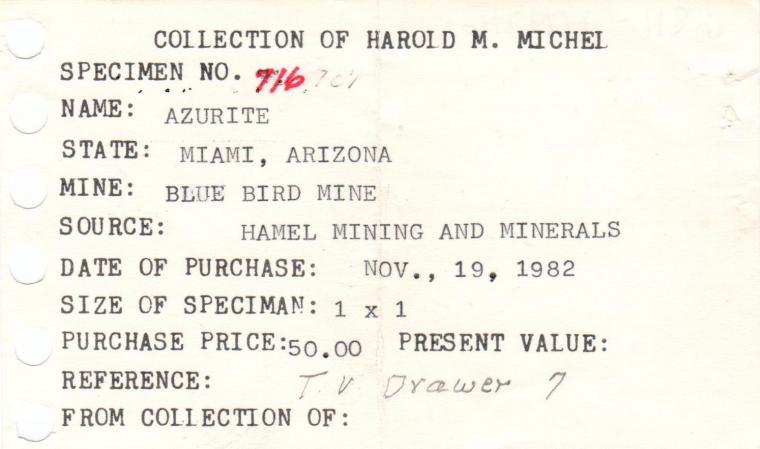 COLLECTION OF HAROLD M. MICHEL
SPECIMEN NO. 716
NAME: AZURITE
STATE: MIAMI, ARIZONA
MINE: BLUE BIRD MINE
SOURCE: HAMEL MINING AND MINERALS
DATE OF PURCHASE: NOV., 19, 1982
SIZE OF SPECIMAN: 1 x 1
PURCHASE PRICE:50.00 PRESENT VALUE:
REFERENCE: T.V Drawer 7
FROM COLLECTION OF: